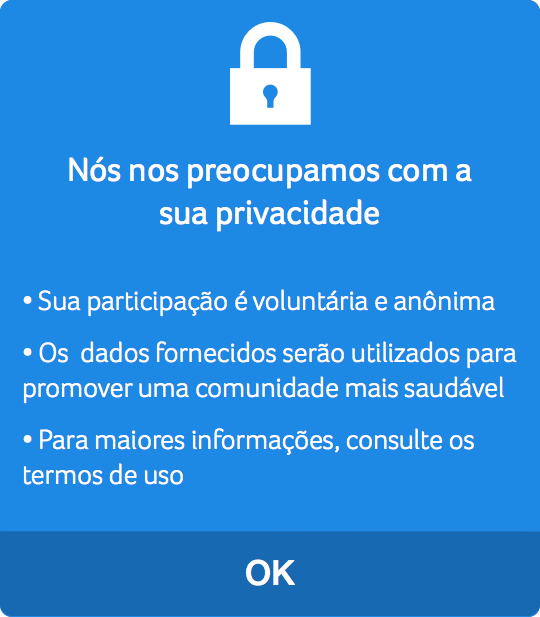 Nós nos preocupamos com a
sua privacidade
• Sua participação é voluntária e anônima
• Os dados fornecidos serão utilizados para
promover uma comunidade mais saudável
• Para maiores informações, consulte os
termos de uso
OK